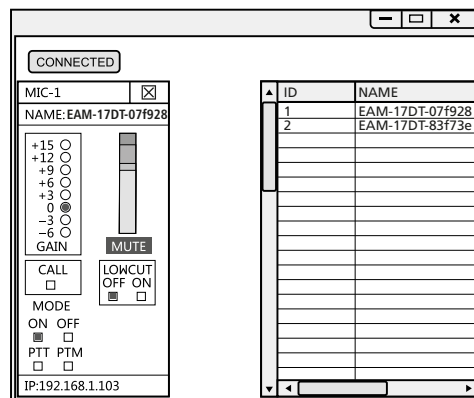 CONNECTED
MIC-1
NAME:EAM-17DT-07f928
+15
+12
+9
+6
+3
0
−3
−6
GAIN
MUTE
CALL
LOWCUT
OFF ON
MODE
ON OFF
PTT PTM
IP:192.168.1.103
ID NAME
1 EAM-17DT-07f928
2 EAM-17DT-83f73e